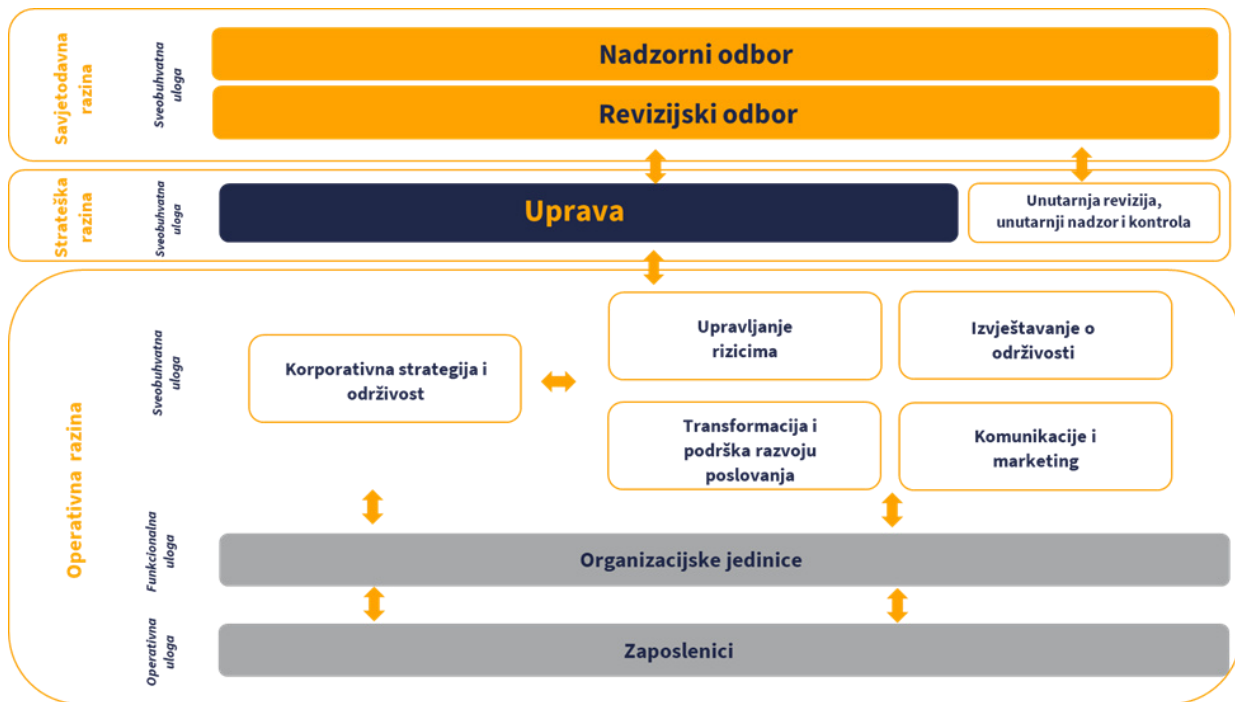 Savjetodavna
razina
Sveobuhvatna
uloga
Nadzorni odbor
Revizijski odbor
Strateška
razina
Sveobuhvatna
uloga
Uprava
Unutarnja revizija,
unutarnji nadzor i kontrola
Operativna razina
Sveobuhvatna
uloga
Korporativna strategija i
održivost
Upravljanje
rizicima
Izvještavanje o
održivosti
Transformacija i
podrška razvoju
poslovanja
Komunikacije i
marketing
Funkcionalna
uloga
Organizacijske jedinice
Operativna
uloga
Zaposlenici